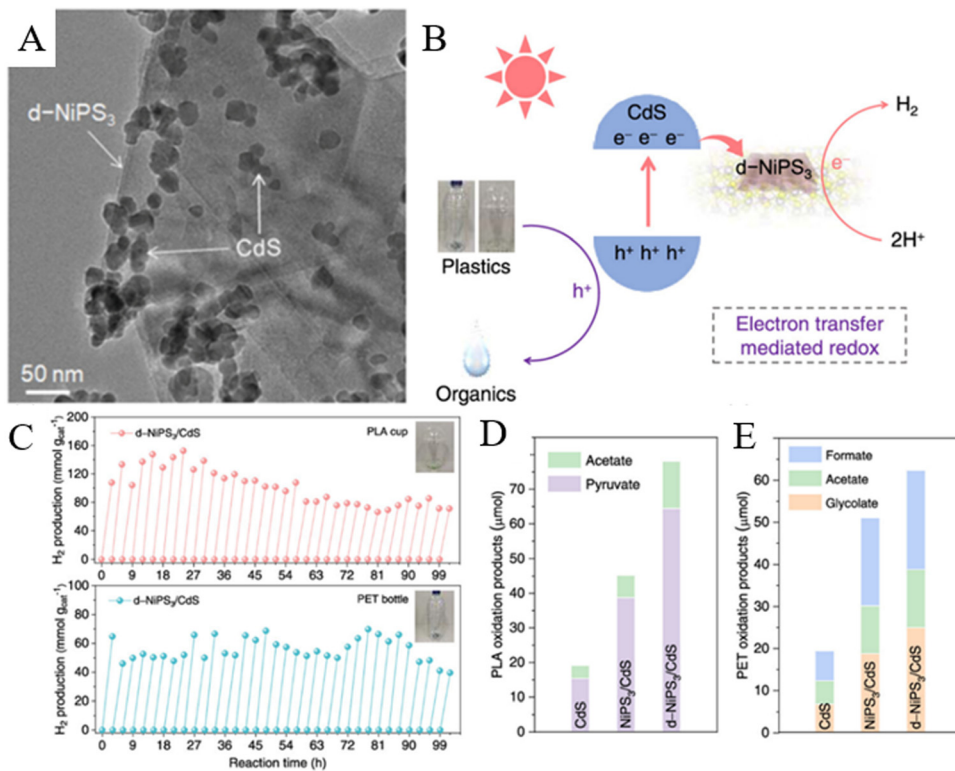 A
d-NiPS3
CdS
50 nm
B
CdS
e− e− e−
d-NiPS3
H2
e−
2H+
h+ h+ h+
Plastics
h+
Organics
Electron transfer
mediated redox
C
H2 production (mmol gcat−1)
200
160
120
80
40
0
d-NiPS3/CdS
PLA cup
0 9 18 27 36 45 54 63 72 81 90 99
H2 production (mmol gcat−1)
100
80
60
40
20
0
d-NiPS3/CdS
PET bottle
0 9 18 27 36 45 54 63 72 81 90 99
Reaction time (h)
D
PLA oxidation products (μmol)
70
60
50
40
30
20
10
0
Acetate
Pyruvate
CdS
NiPS3/CdS
d-NiPS3/CdS
E
PET oxidation products (μmol)
60
50
40
30
20
10
0
Formate
Acetate
Glycolate
CdS
NiPS3/CdS
d-NiPS3/CdS